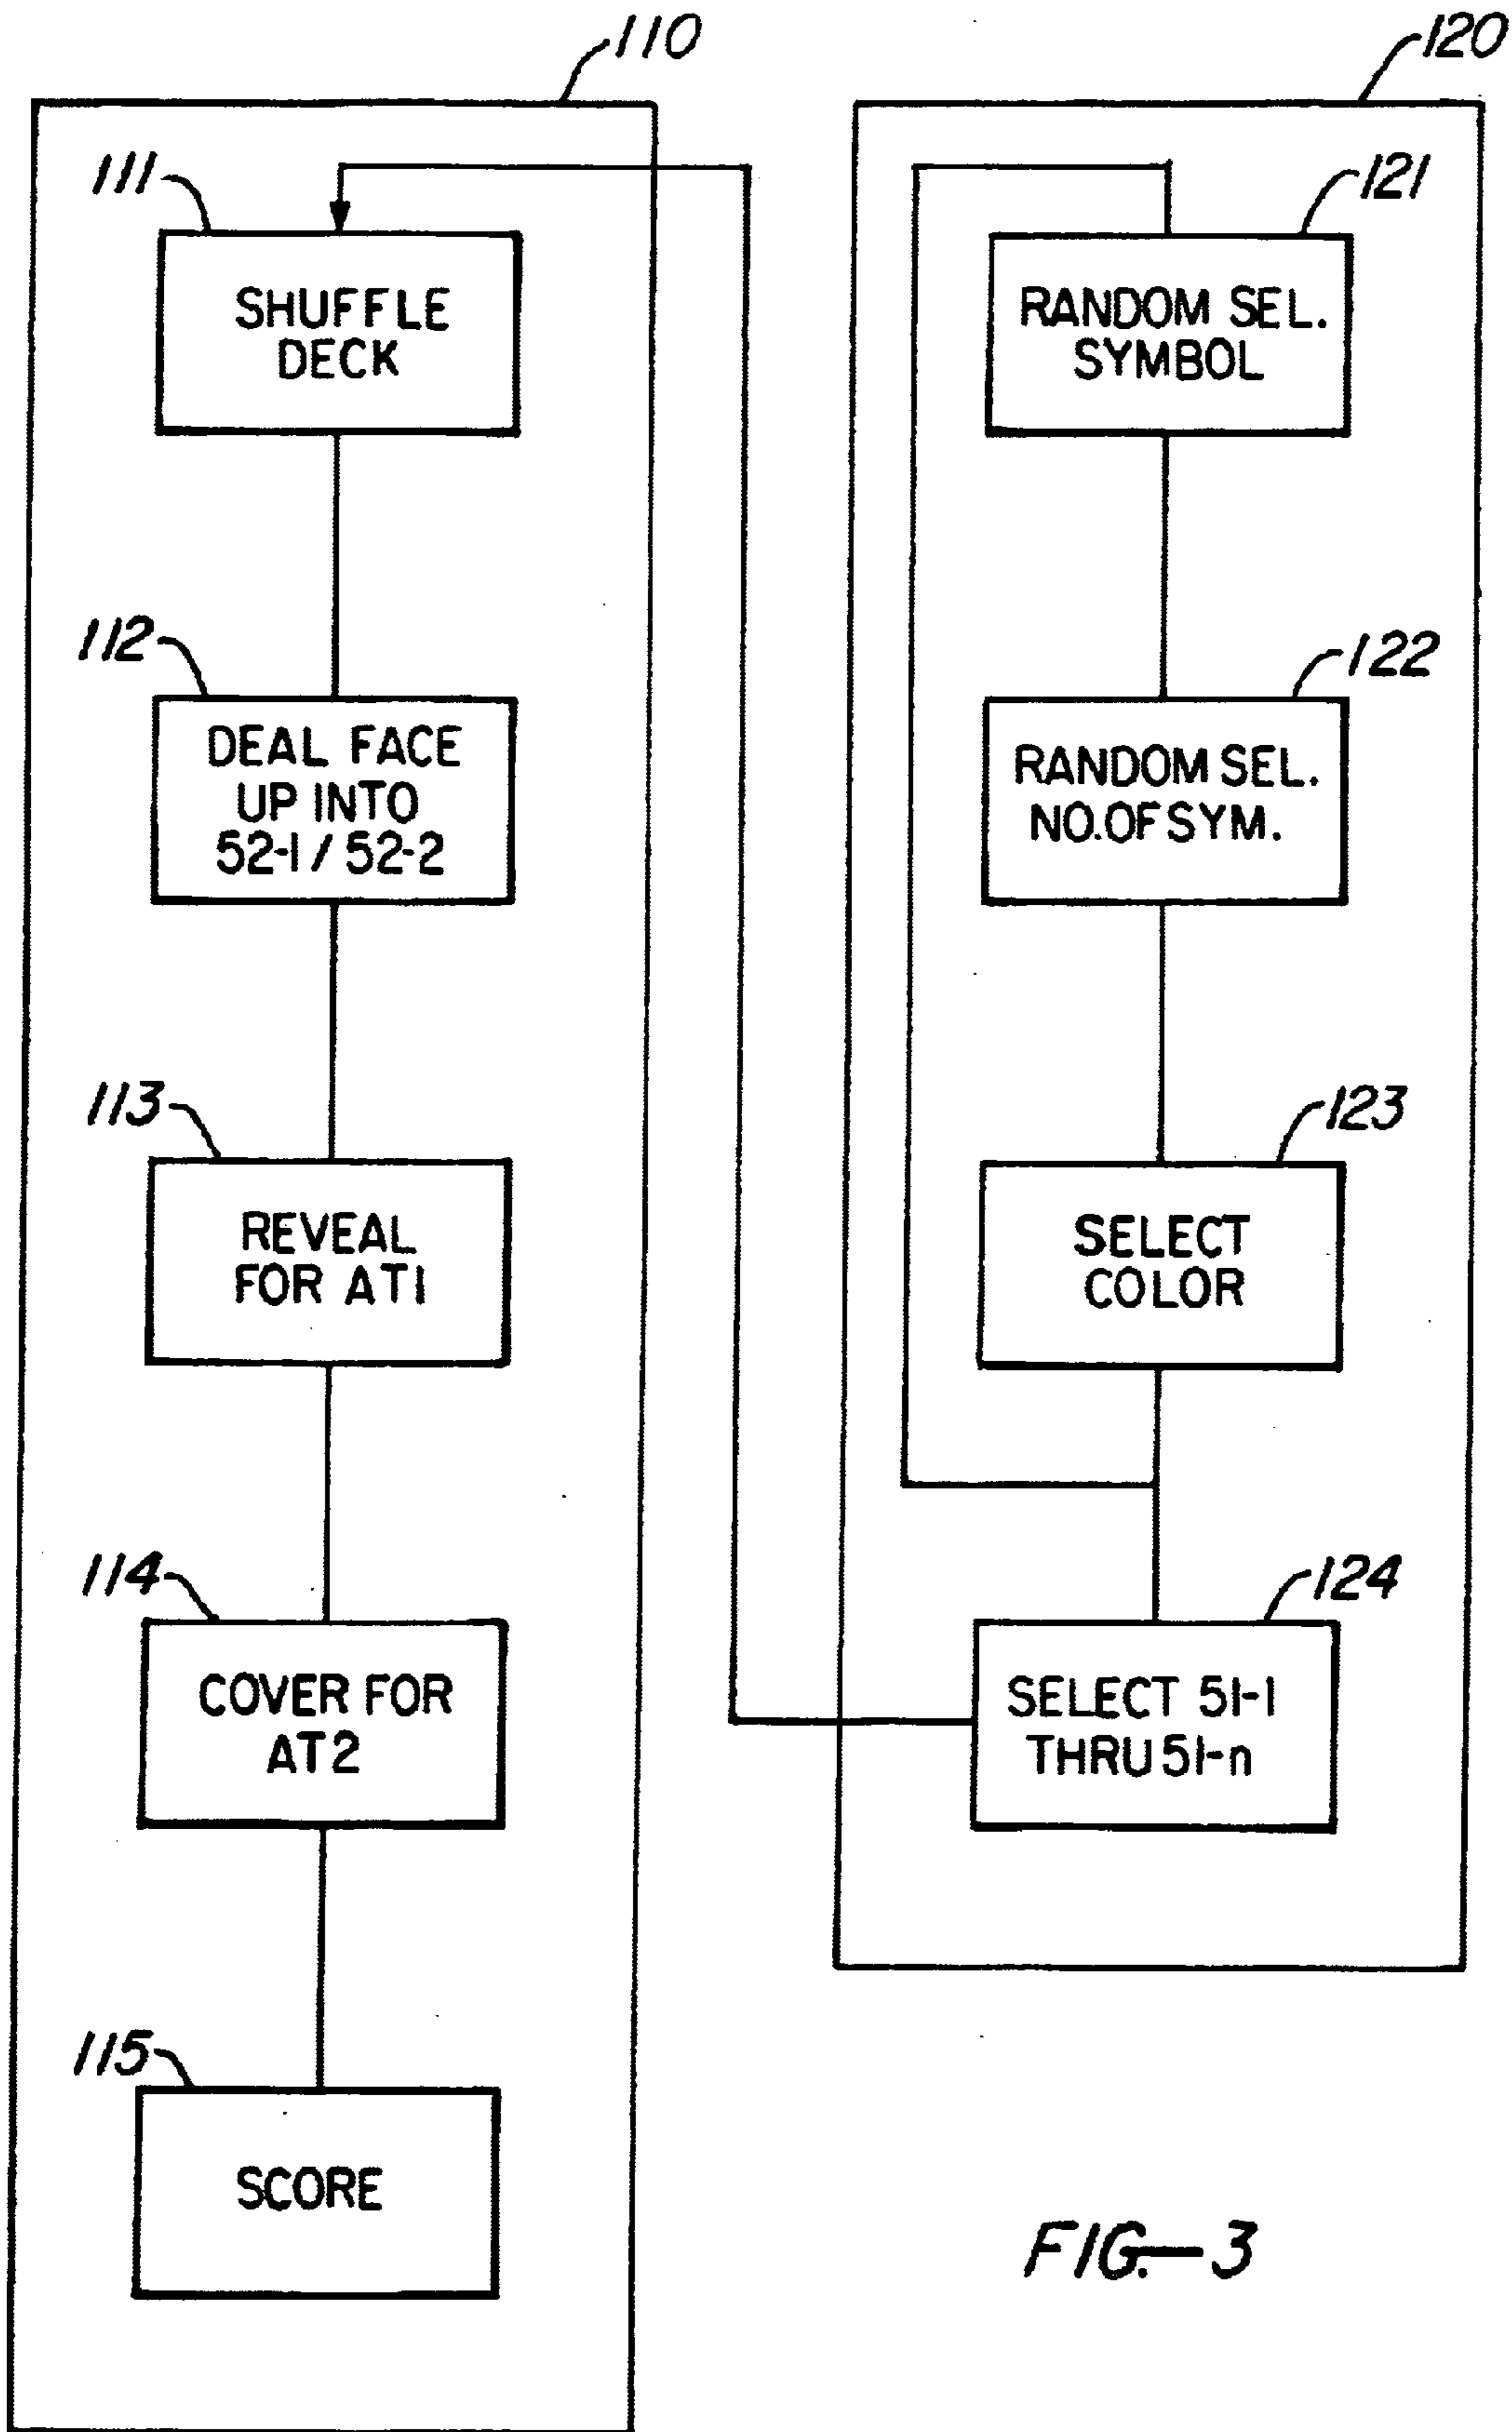 110
111
SHUFFLE
DECK
112
DEAL FACE
UP INTO
52-1 / 52-2
113
REVEAL
FOR AT1
114
COVER FOR
AT2
115
SCORE
120
121
RANDOM SEL.
SYMBOL
122
RANDOM SEL.
NO.OF SYM.
123
SELECT
COLOR
124
SELECT 51-1
THRU 51-n
FIG.-3